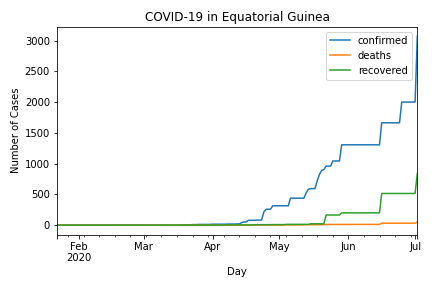 COVID-19 in Equatorial Guinea
confirmed
deaths
recovered
Number of Cases
3000
2500
2000
1500
1000
500
0
Feb
2020
Mar
Apr
May
Jun
Jul
Day